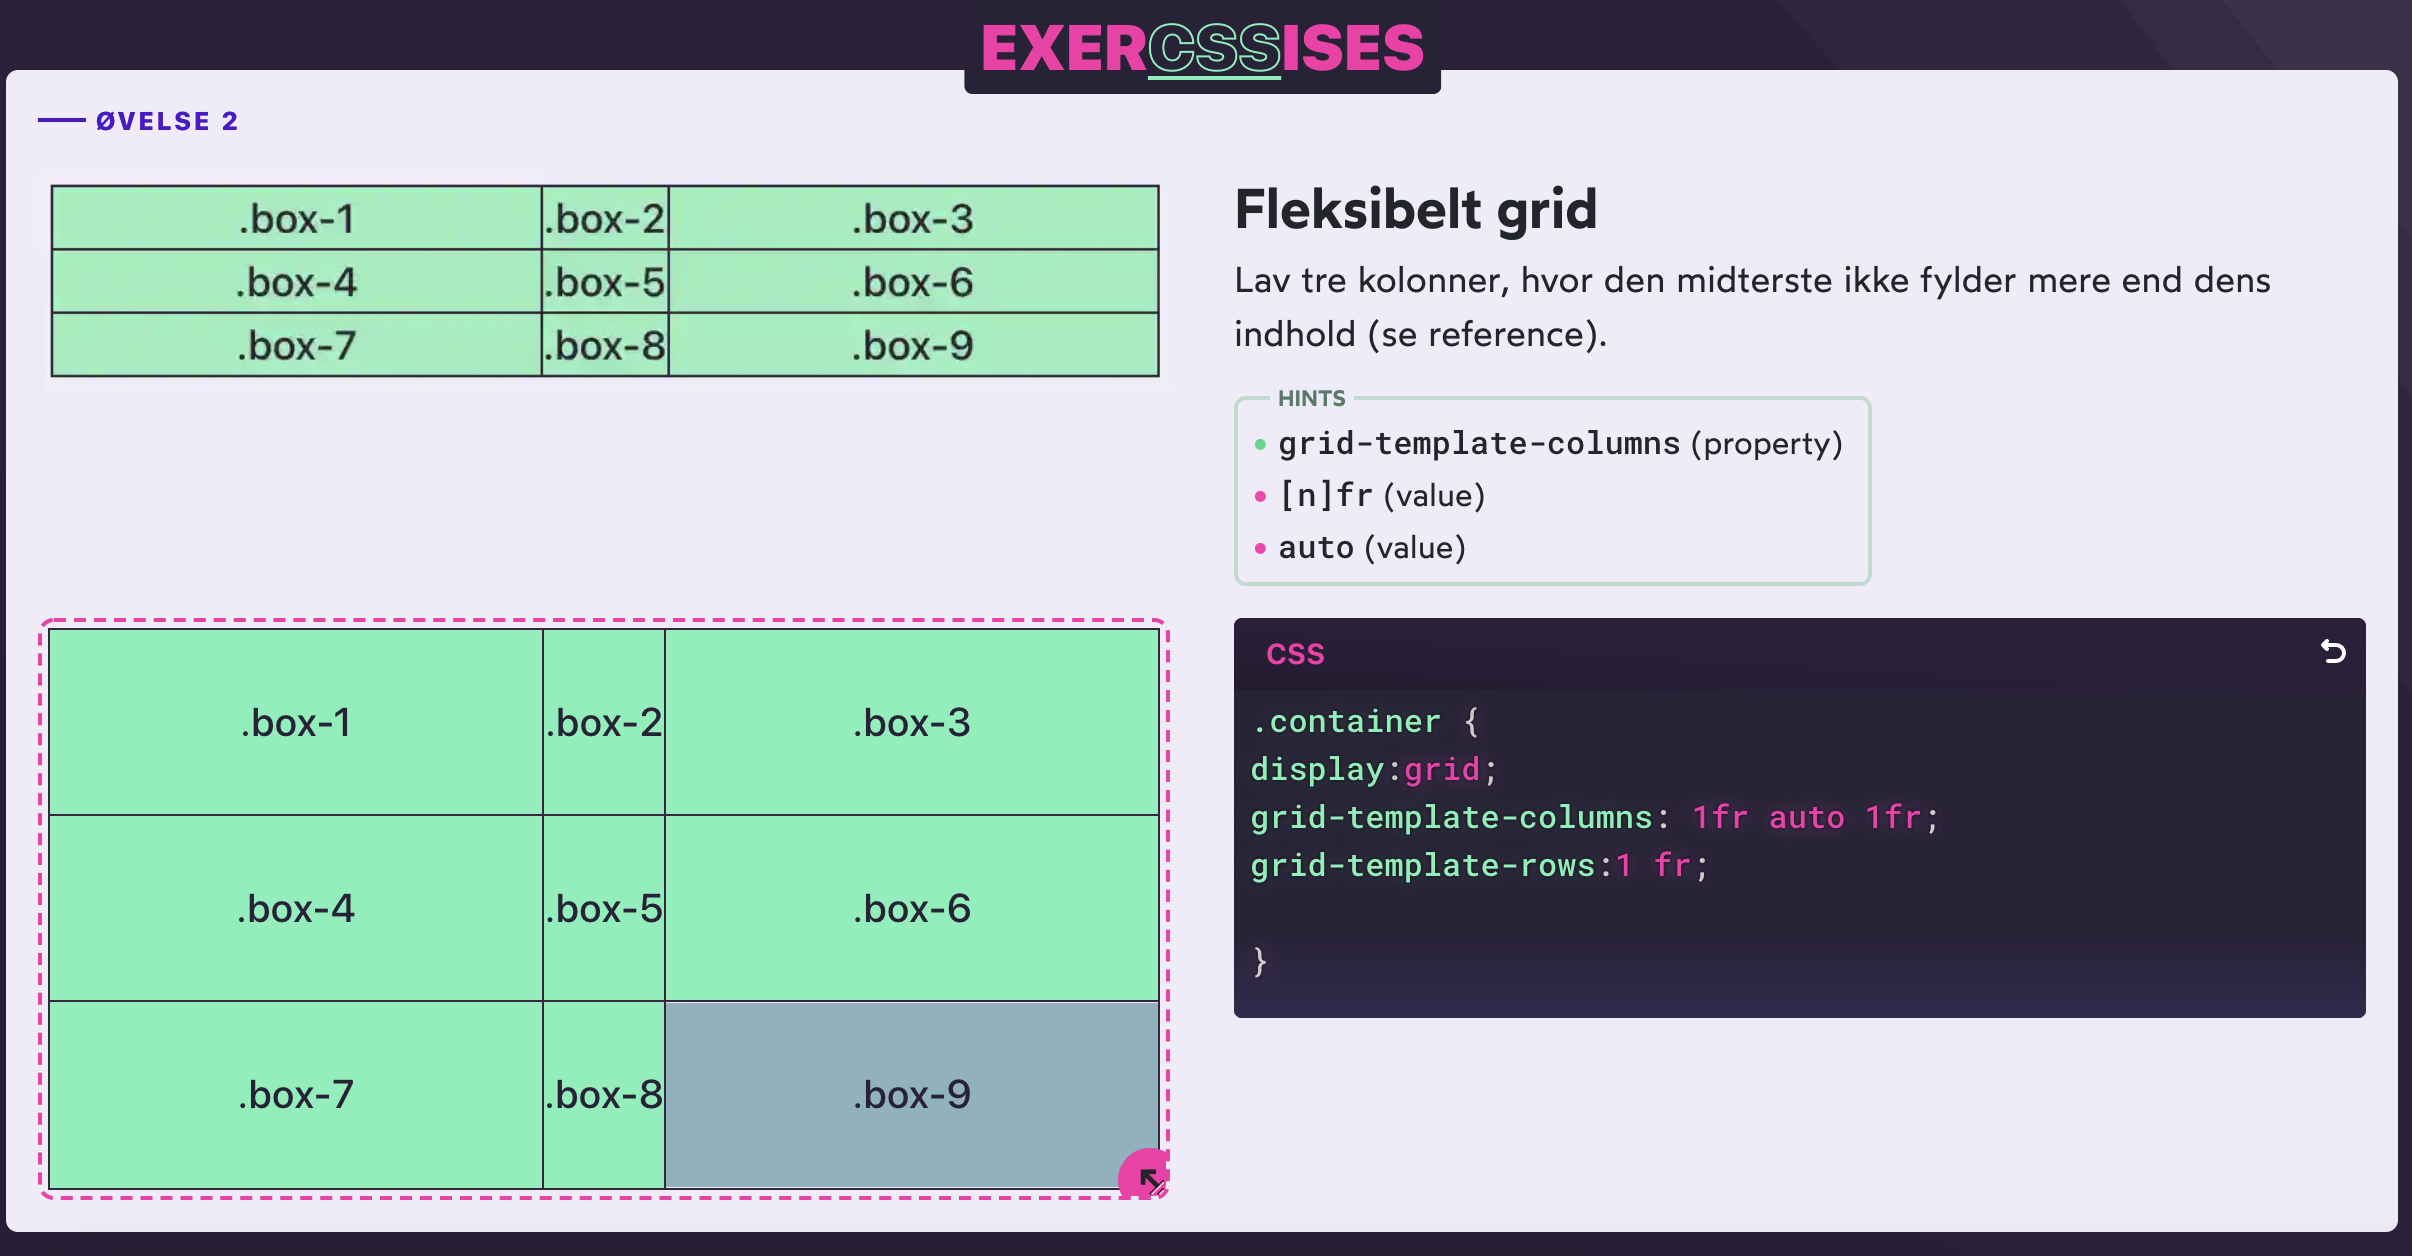 EXERCSSISES
ØVELSE 2
.box-1 .box-2 .box-3
.box-4 .box-5 .box-6
.box-7 .box-8 .box-9
Fleksibelt grid
Lav tre kolonner, hvor den midterste ikke fylder mere end dens
indhold (se reference).
HINTS
grid-template-columns (property)
[n]fr (value)
auto (value)
.box-1 .box-2 .box-3
.box-4 .box-5 .box-6
.box-7 .box-8 .box-9
CSS
.container {
display:grid;
grid-template-columns: 1fr auto 1fr;
grid-template-rows:1 fr;
}